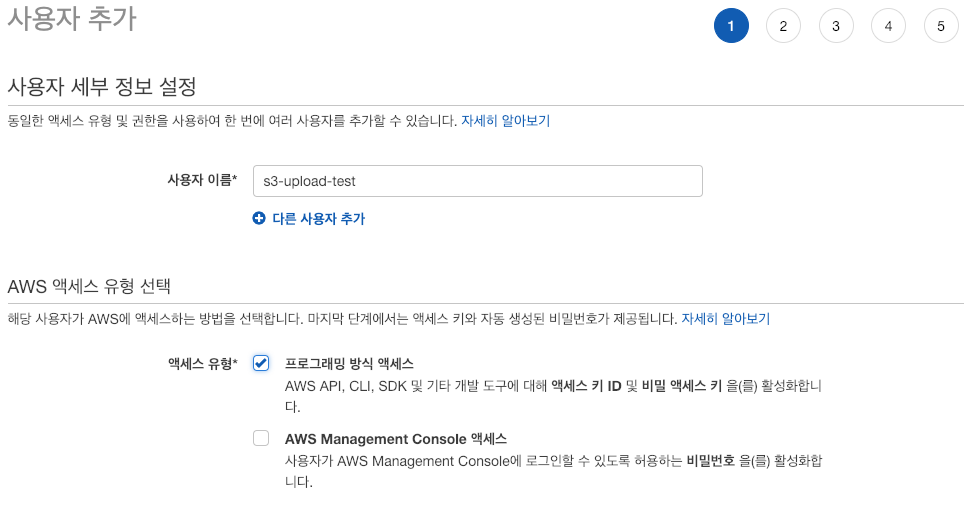 사용자 추가
1 2 3 4 5
사용자 세부 정보 설정
동일한 액세스 유형 및 권한을 사용하여 한 번에 여러 사용자를 추가할 수 있습니다. 자세히 알아보기
사용자 이름* s3-upload-test
다른 사용자 추가
AWS 액세스 유형 선택
해당 사용자가 AWS에 액세스하는 방법을 선택합니다. 마지막 단계에서는 액세스 키와 자동 생성된 비밀번호가 제공됩니다. 자세히 알아보기
액세스 유형* 프로그래밍 방식 액세스
AWS API, CLI, SDK 및 기타 개발 도구에 대해 액세스 키 ID 및 비밀 액세스 키 을(를) 활성화합니
다.
AWS Management Console 액세스
사용자가 AWS Management Console에 로그인할 수 있도록 허용하는 비밀번호 을(를) 활성화합
니다.